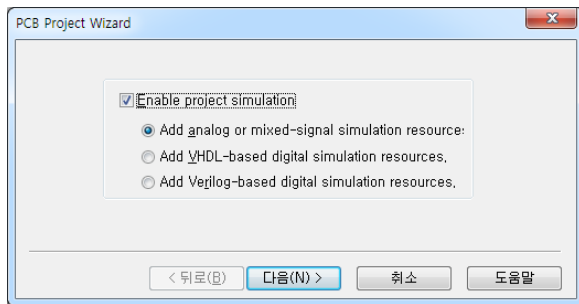 PCB Project Wizard
Enable project simulation
Add analog or mixed-signal simulation resource:
Add VHDL-based digital simulation resources,
Add Verilog-based digital simulation resources,
< 뒤로(B) 다음(N) > 취소 도움말